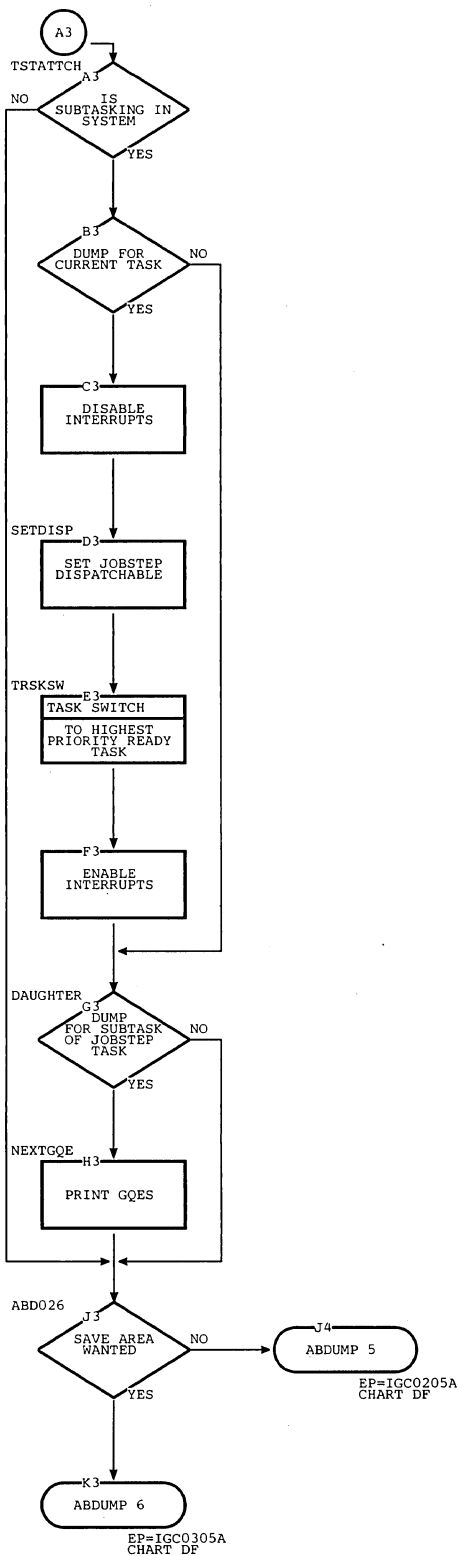 A3
TSTATTCH
A3
IS
SUBTASKING IN
SYSTEM
NO
YES
B3
DUMP FOR
CURRENT TASK
NO
YES
C3
DISABLE
INTERRUPTS
SETDISP
D3
SET JOBSTEP
DISPATCHABLE
TRSKSW
E3
TASK SWITCH
TO HIGHEST
PRIORITY READY
TASK
F3
ENABLE
INTERRUPTS
DAUGHTER
G3
DUMP
FOR SUBTASK
OF JOBSTEP
TASK
NO
YES
NEXTGQE
H3
PRINT GQES
ABD026
J3
SAVE AREA
WANTED
NO
YES
J4
ABDUMP 5
EP=IGC0205A
CHART DF
K3
ABDUMP 6
EP=IGC0305A
CHART DF